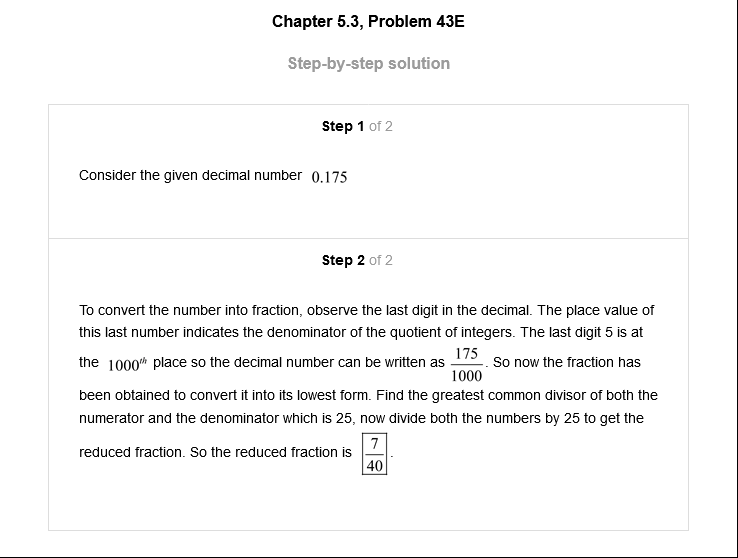 Chapter 5.3, Problem 43E
Step-by-step solution
Step 1 of 2
Consider the given decimal number 0.175
Step 2 of 2
To convert the number into fraction, observe the last digit in the decimal. The place value of
this last number indicates the denominator of the quotient of integers. The last digit 5 is at
the 1000th place so the decimal number can be written as 175/1000. So now the fraction has
been obtained to convert it into its lowest form. Find the greatest common divisor of both the
numerator and the denominator which is 25, now divide both the numbers by 25 to get the
reduced fraction. So the reduced fraction is 7/40.